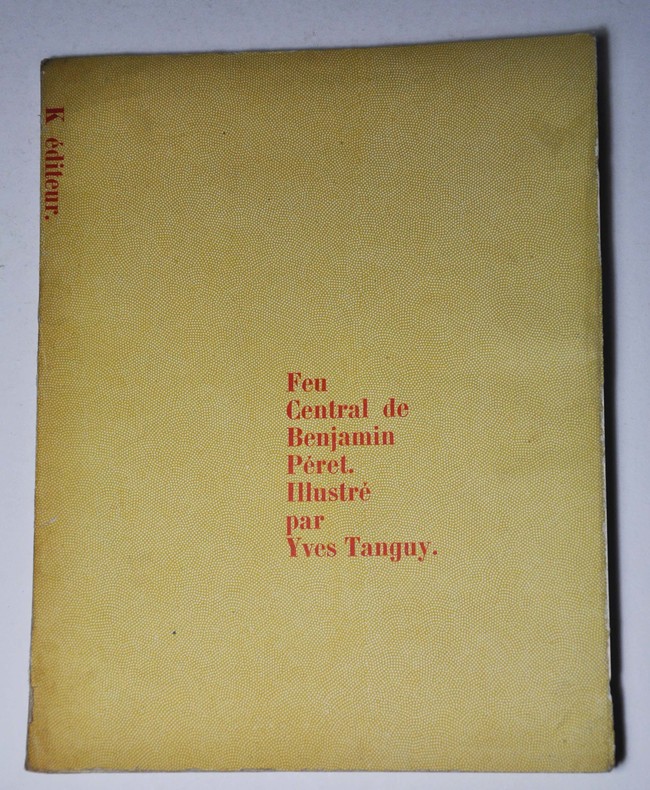 K éditeur.
Feu
Central de
Benjamin
Péret.
Illustré
par
Yves Tanguy.